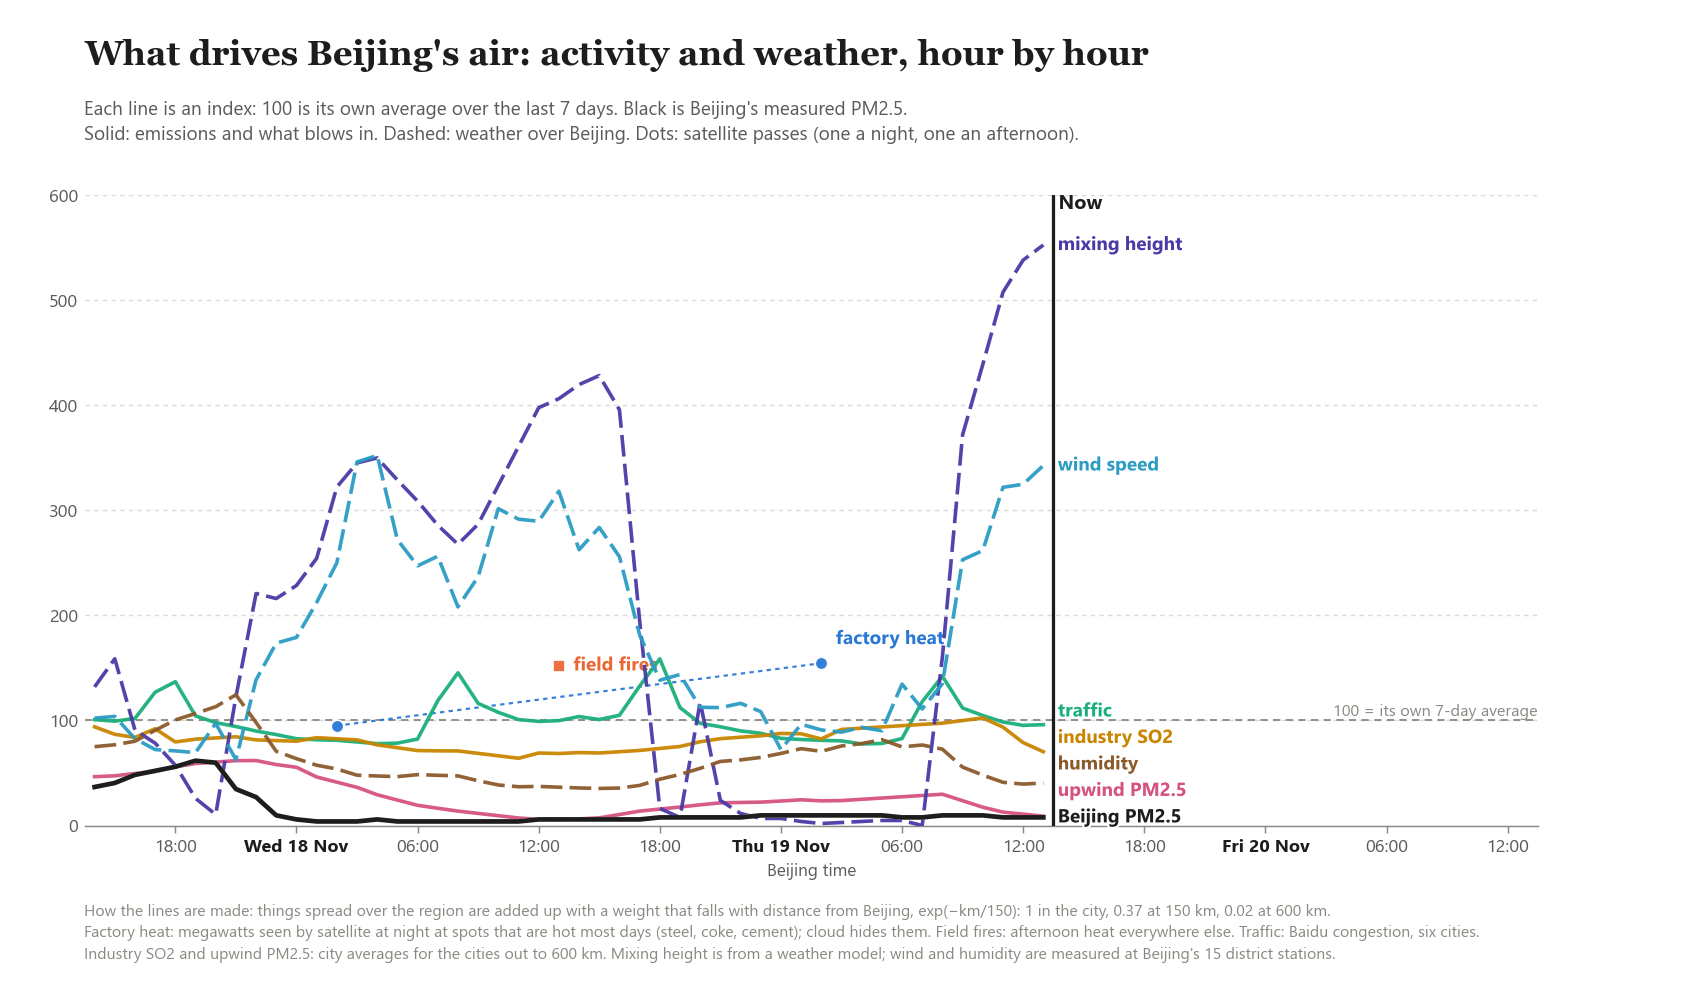 What drives Beijing's air: activity and weather, hour by hour
Each line is an index: 100 is its own average over the last 7 days. Black is Beijing's measured PM2.5.
Solid: emissions and what blows in. Dashed: weather over Beijing. Dots: satellite passes (one a night, one an afternoon).
600
Now
mixing height
500
400
wind speed
300
200
factory heat
field fires
100
traffic
100 = its own 7-day average
industry SO2
humidity
upwind PM2.5
Beijing PM2.5
0
18:00 Wed 18 Nov 06:00 12:00 18:00 Thu 19 Nov 06:00 12:00 18:00 Fri 20 Nov 06:00 12:00
Beijing time
How the lines are made: things spread over the region are added up with a weight that falls with distance from Beijing, exp(−km/150): 1 in the city, 0.37 at 150 km, 0.02 at 600 km.
Factory heat: megawatts seen by satellite at night at spots that are hot most days (steel, coke, cement); cloud hides them. Field fires: afternoon heat everywhere else. Traffic: Baidu congestion, six cities.
Industry SO2 and upwind PM2.5: city averages for the cities out to 600 km. Mixing height is from a weather model; wind and humidity are measured at Beijing's 15 district stations.